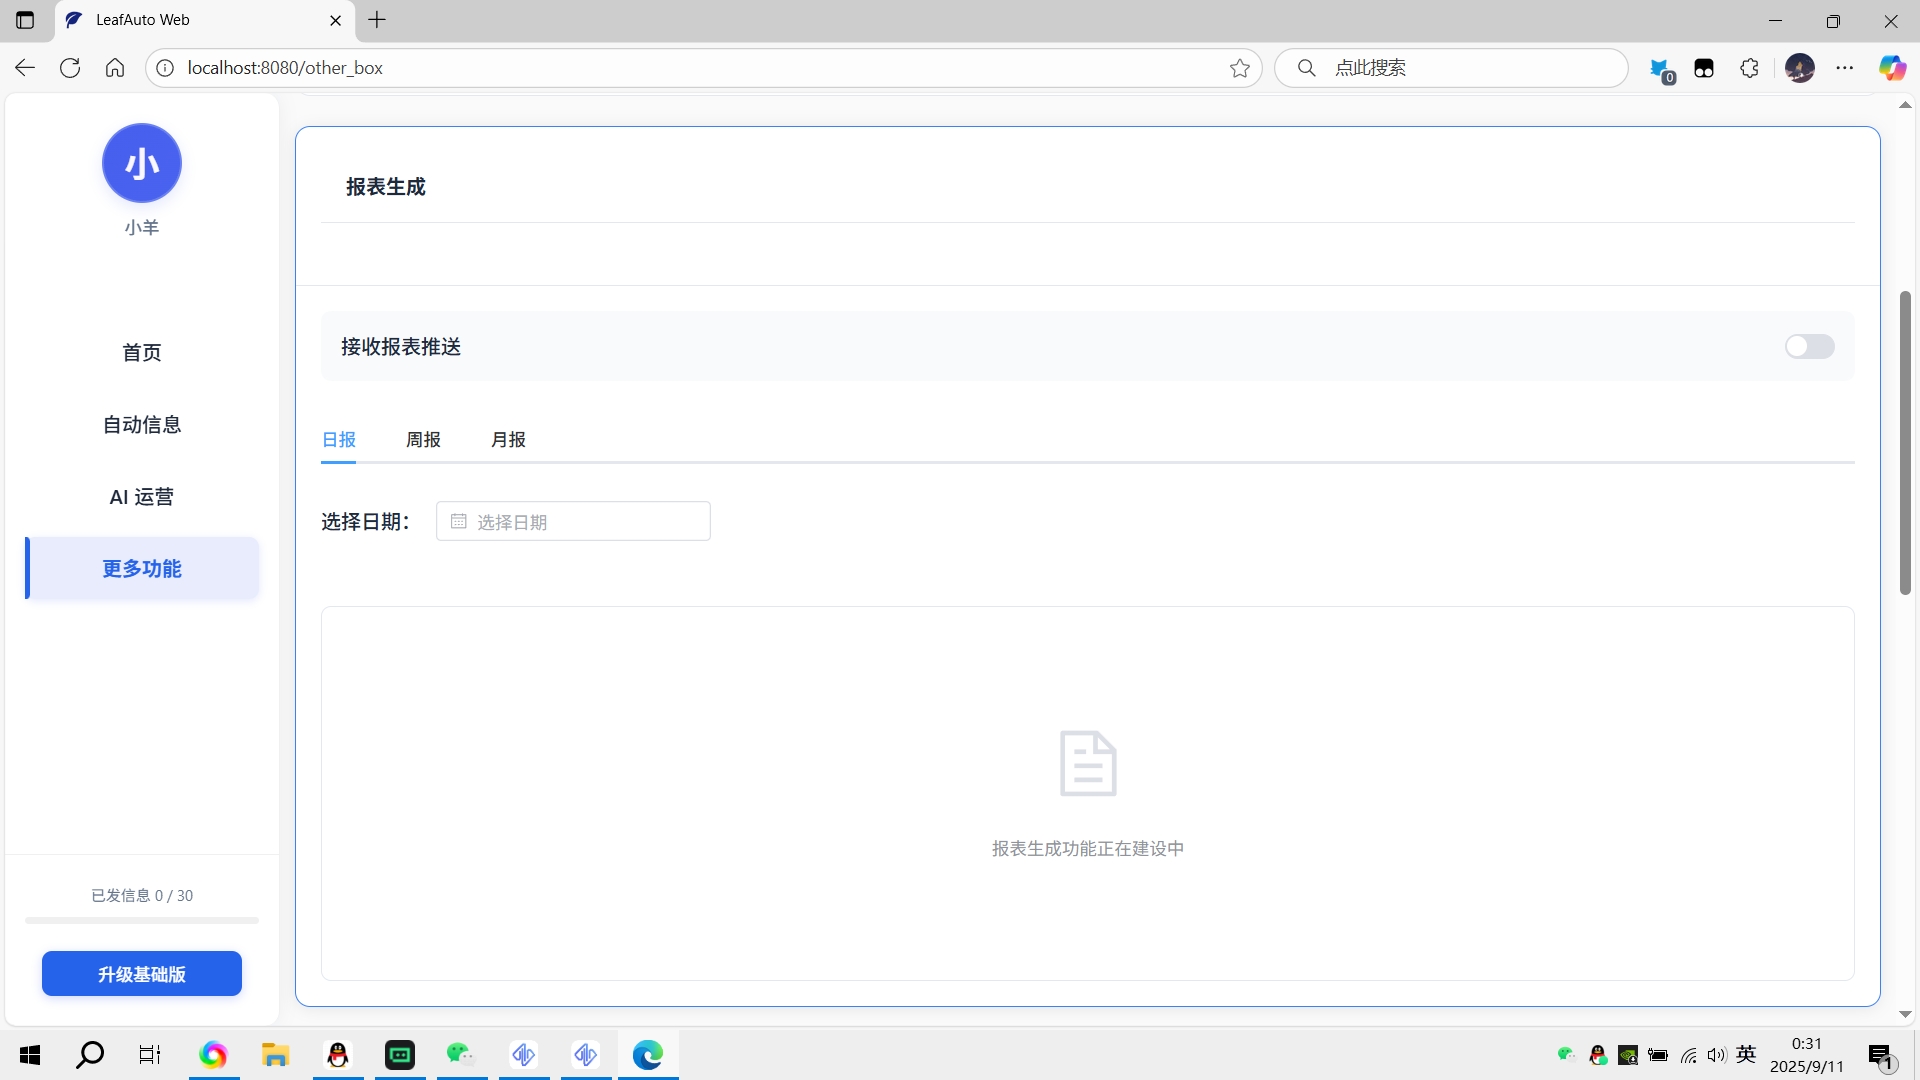 LeafAuto Web
localhost:8080/other_box
点此搜索
0
小
小羊
首页
自动信息
AI 运营
更多功能
已发信息 0 / 30
升级基础版
报表生成
接收报表推送
日报
周报
月报
选择日期：
选择日期
报表生成功能正在建设中
英
0:31
2025/9/11
1